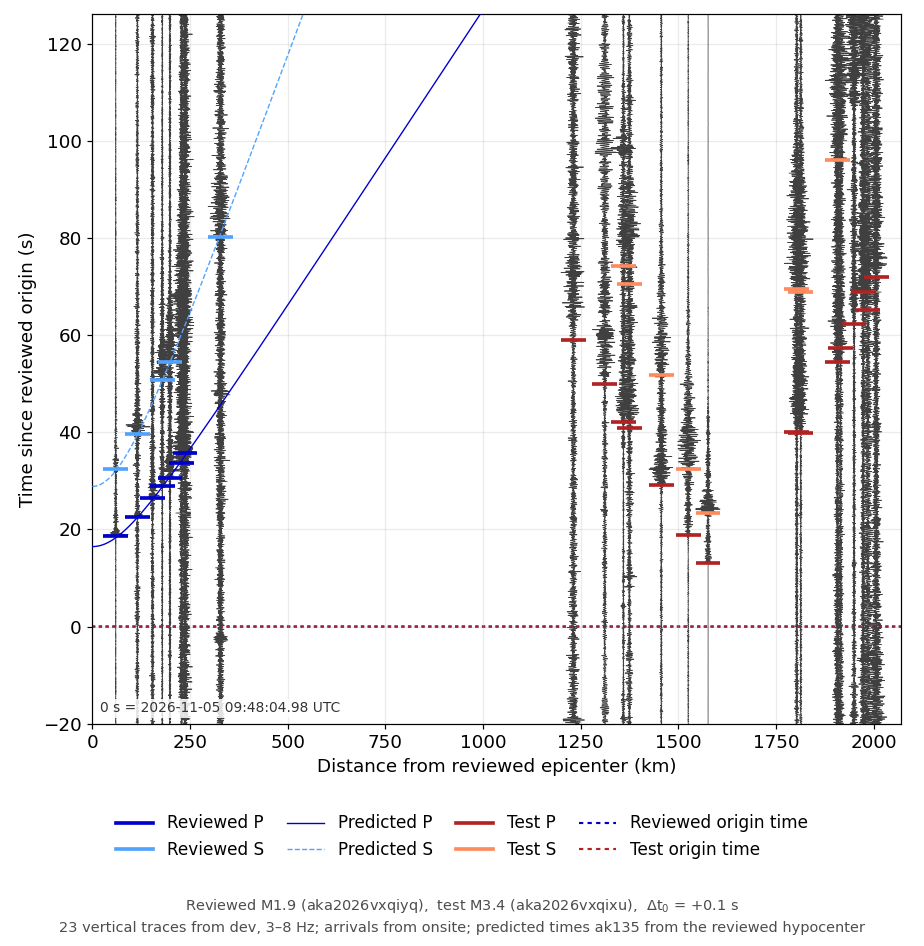 120
100
80
60
40
20
0
−20
Time since reviewed origin (s)
0 s = 2026-11-05 09:48:04.98 UTC
0 250 500 750 1000 1250 1500 1750 2000
Distance from reviewed epicenter (km)
Reviewed P Predicted P Test P Reviewed origin time
Reviewed S Predicted S Test S Test origin time
Reviewed M1.9 (aka2026vxqiyq), test M3.4 (aka2026vxqixu), Δt₀ = +0.1 s
23 vertical traces from dev, 3–8 Hz; arrivals from onsite; predicted times ak135 from the reviewed hypocenter